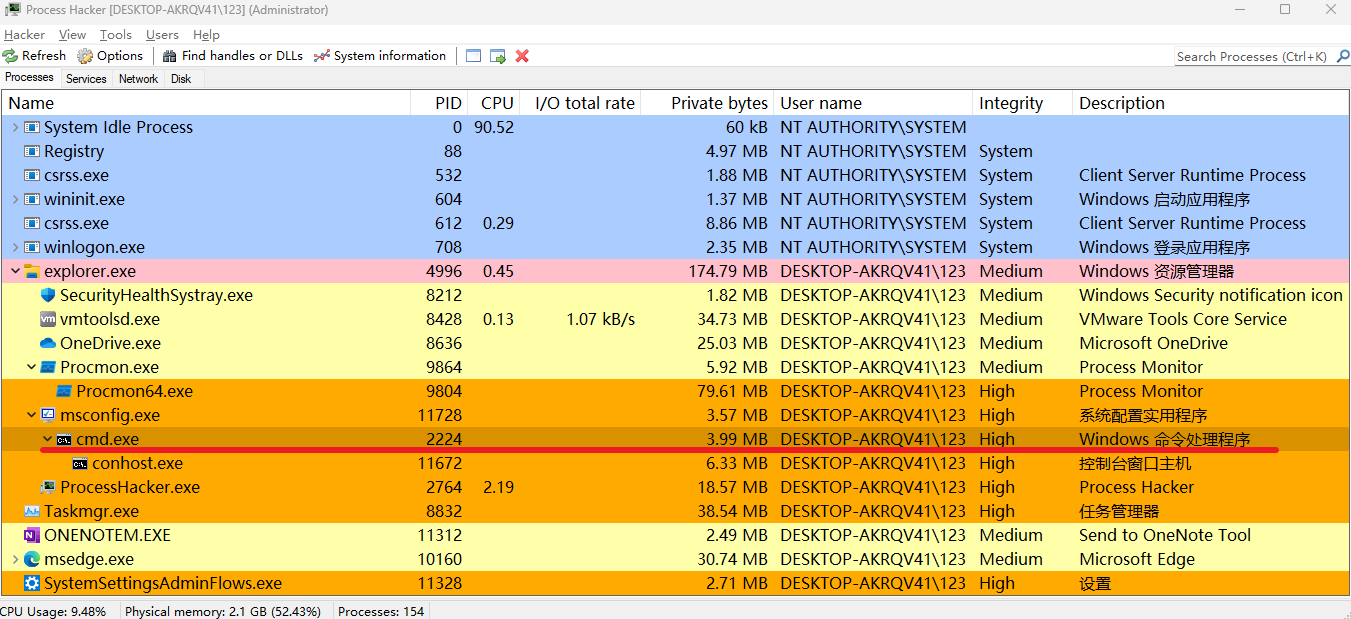 Process Hacker [DESKTOP-AKRQV41\123] (Administrator)
Hacker View Tools Users Help
Refresh Options Find handles or DLLs System information Search Processes (Ctrl+K)
Processes Services Network Disk
Name PID CPU I/O total rate Private bytes User name Integrity Description
System Idle Process 0 90.52 60 kB NT AUTHORITY\SYSTEM
Registry 88 4.97 MB NT AUTHORITY\SYSTEM System
csrss.exe 532 1.88 MB NT AUTHORITY\SYSTEM System Client Server Runtime Process
wininit.exe 604 1.37 MB NT AUTHORITY\SYSTEM System Windows 启动应用程序
csrss.exe 612 0.29 8.86 MB NT AUTHORITY\SYSTEM System Client Server Runtime Process
winlogon.exe 708 2.35 MB NT AUTHORITY\SYSTEM System Windows 登录应用程序
explorer.exe 4996 0.45 174.79 MB DESKTOP-AKRQV41\123 Medium Windows 资源管理器
SecurityHealthSystray.exe 8212 1.82 MB DESKTOP-AKRQV41\123 Medium Windows Security notification icon
vm vmtoolsd.exe 8428 0.13 1.07 kB/s 34.73 MB DESKTOP-AKRQV41\123 Medium VMware Tools Core Service
OneDrive.exe 8636 25.03 MB DESKTOP-AKRQV41\123 Medium Microsoft OneDrive
Procmon.exe 9864 5.92 MB DESKTOP-AKRQV41\123 Medium Process Monitor
Procmon64.exe 9804 79.61 MB DESKTOP-AKRQV41\123 High Process Monitor
msconfig.exe 11728 3.57 MB DESKTOP-AKRQV41\123 High 系统配置实用程序
cmd.exe 2224 3.99 MB DESKTOP-AKRQV41\123 High Windows 命令处理程序
conhost.exe 11672 6.33 MB DESKTOP-AKRQV41\123 High 控制台窗口主机
ProcessHacker.exe 2764 2.19 18.57 MB DESKTOP-AKRQV41\123 High Process Hacker
Taskmgr.exe 8832 38.54 MB DESKTOP-AKRQV41\123 High 任务管理器
ONENOTEM.EXE 11312 2.49 MB DESKTOP-AKRQV41\123 Medium Send to OneNote Tool
msedge.exe 10160 30.74 MB DESKTOP-AKRQV41\123 Medium Microsoft Edge
SystemSettingsAdminFlows.exe 11328 2.71 MB DESKTOP-AKRQV41\123 High 设置
CPU Usage: 9.48% Physical memory: 2.1 GB (52.43%) Processes: 154